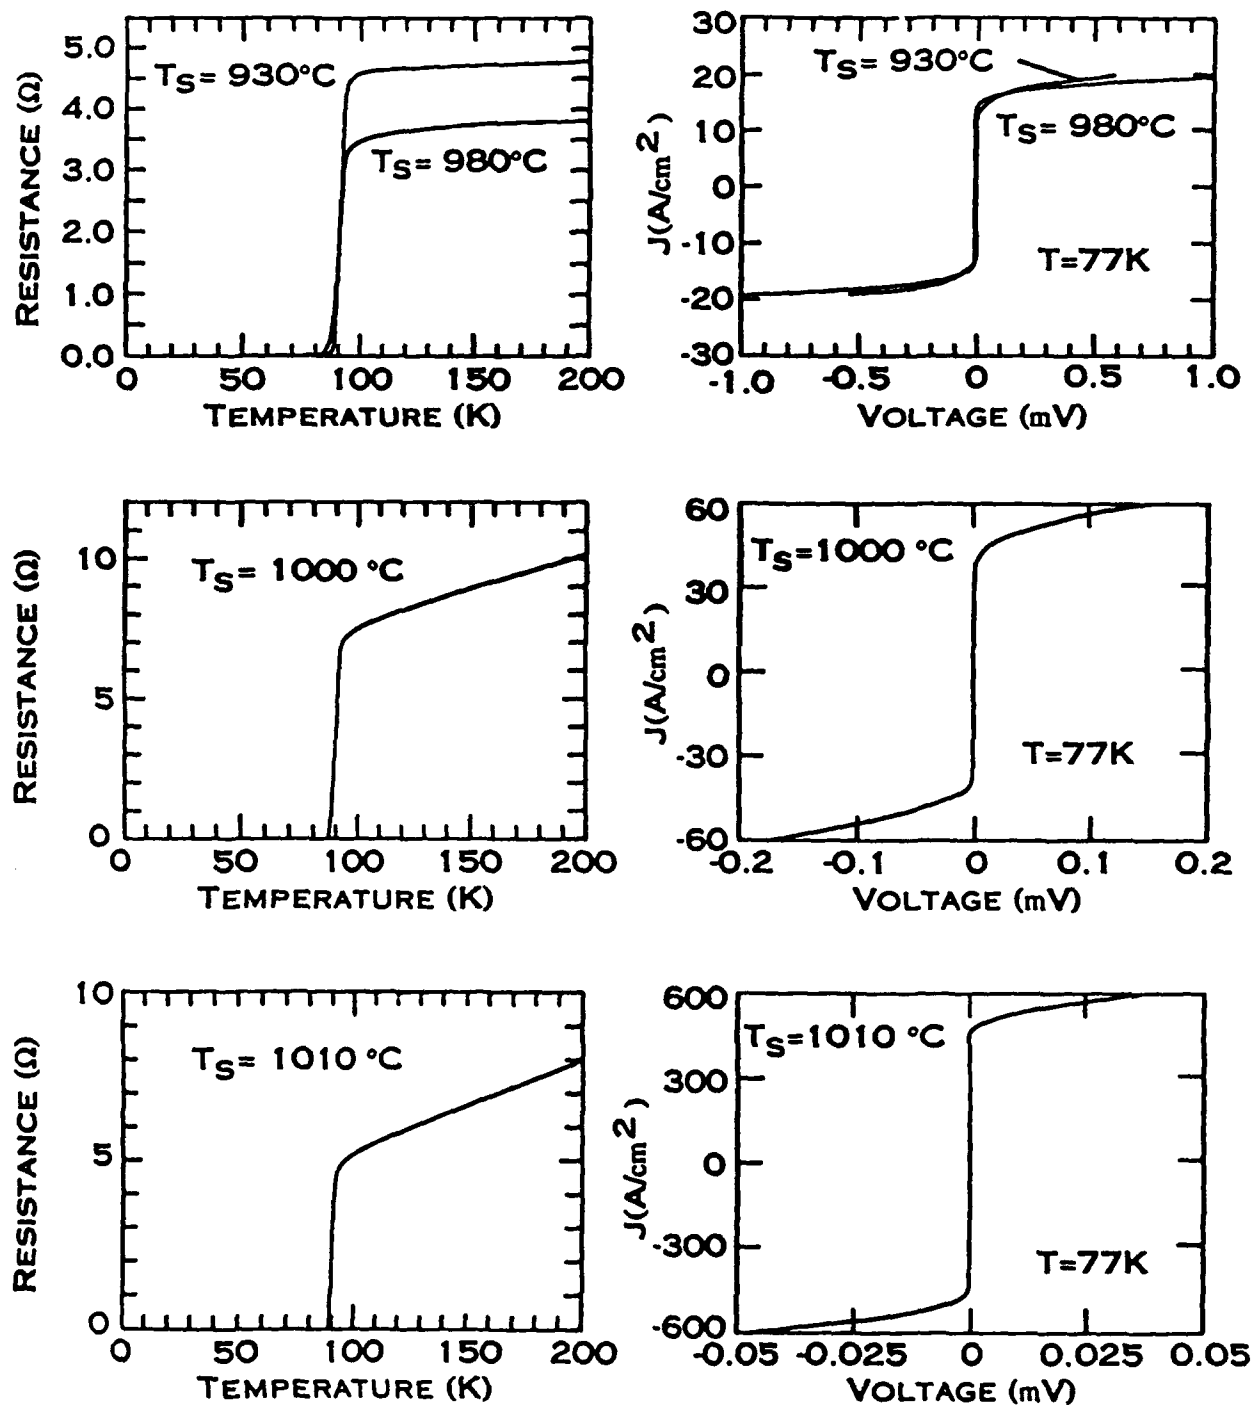 RESISTANCE (Ω)
5.0
4.0
3.0
2.0
1.0
0.0
TS= 930°C
TS= 980°C
0 50 100 150 200
TEMPERATURE (K)
J(A/cm2)
30
20
10
0
-10
-20
-30
TS= 930°C
TS= 980°C
T=77K
-1.0 -0.5 0 0.5 1.0
VOLTAGE (mV)
RESISTANCE (Ω)
10
5
0
TS= 1000 °C
0 50 100 150 200
TEMPERATURE (K)
J(A/cm2)
60
30
0
-30
-60
TS=1000 °C
T=77K
-0.2 -0.1 0 0.1 0.2
VOLTAGE (mV)
RESISTANCE (Ω)
10
5
0
TS= 1010 °C
0 50 100 150 200
TEMPERATURE (K)
J(A/cm2)
600
300
0
-300
-600
TS=1010 °C
T=77K
-0.05 -0.025 0 0.025 0.05
VOLTAGE (mV)